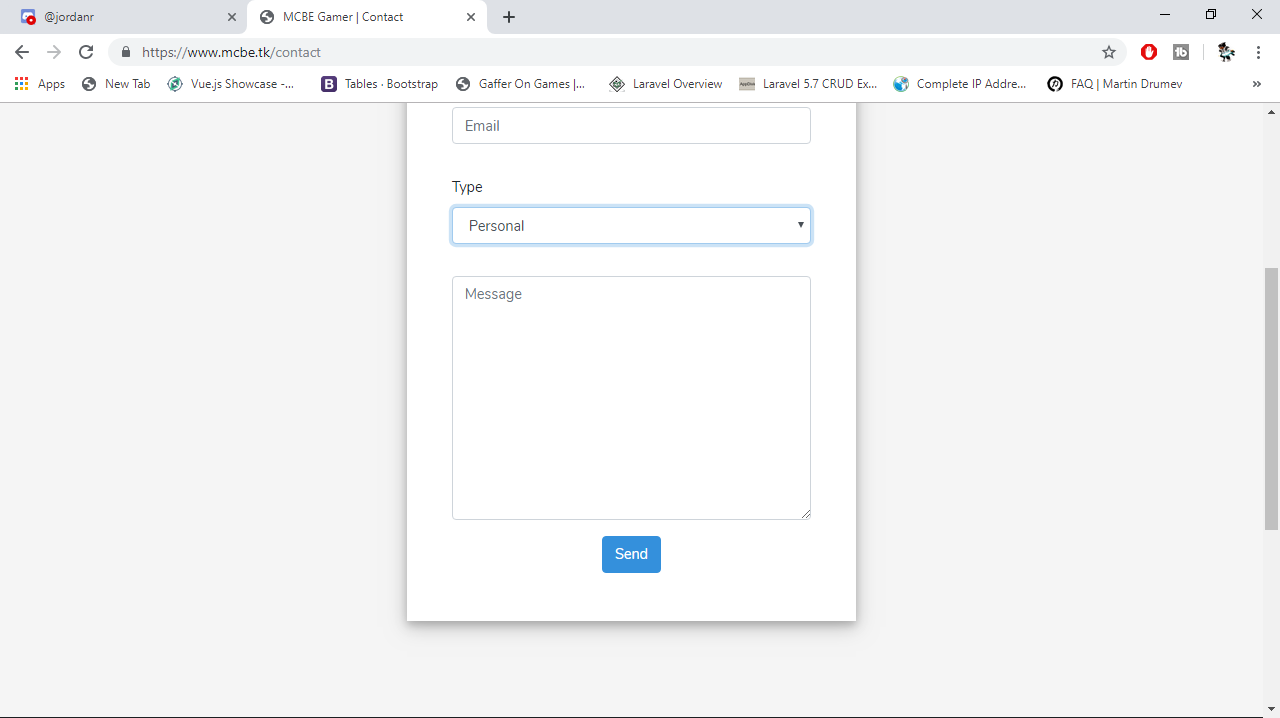 @jordanr
MCBE Gamer | Contact
https://www.mcbe.tk/contact
Apps
New Tab
Vue.js Showcase -...
B
Tables · Bootstrap
Gaffer On Games |...
Laravel Overview
Laravel 5.7 CRUD Ex...
Complete IP Addre...
FAQ | Martin Drumev
»
Email
Type
Personal
Message
Send